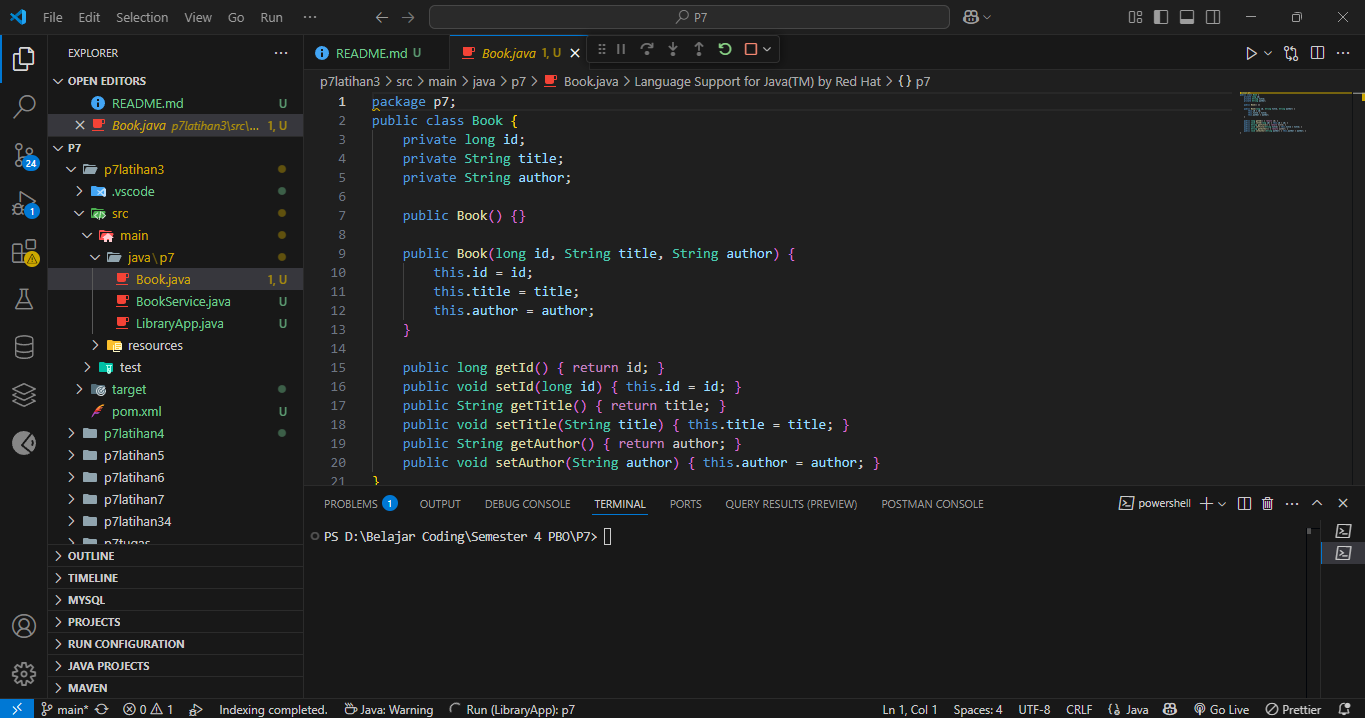 File Edit Selection View Go Run ··· P7
EXPLORER ···
OPEN EDITORS
README.md U
Book.java p7latihan3\src\... 1, U
P7
p7latihan3
.vscode
src
main
java\p7
Book.java 1, U
BookService.java U
LibraryApp.java U
resources
test
target
pom.xml U
p7latihan4
p7latihan5
p7latihan6
p7latihan7
p7latihan34
p7tugas
OUTLINE
TIMELINE
MYSQL
PROJECTS
RUN CONFIGURATION
JAVA PROJECTS
MAVEN
24
1
README.md U Book.java 1, U
p7latihan3 > src > main > java > p7 > Book.java > Language Support for Java(TM) by Red Hat > {} p7
1 package p7;
2 public class Book {
3 private long id;
4 private String title;
5 private String author;
6
7 public Book() {}
8
9 public Book(long id, String title, String author) {
10 this.id = id;
11 this.title = title;
12 this.author = author;
13 }
14
15 public long getId() { return id; }
16 public void setId(long id) { this.id = id; }
17 public String getTitle() { return title; }
18 public void setTitle(String title) { this.title = title; }
19 public String getAuthor() { return author; }
20 public void setAuthor(String author) { this.author = author; }
21 }
PROBLEMS 1 OUTPUT DEBUG CONSOLE TERMINAL PORTS QUERY RESULTS (PREVIEW) POSTMAN CONSOLE powershell
PS D:\Belajar Coding\Semester 4 PBO\P7>
main* 0 1 Indexing completed. Java: Warning Run (LibraryApp): p7 Ln 1, Col 1 Spaces: 4 UTF-8 CRLF {} Java Go Live Prettier